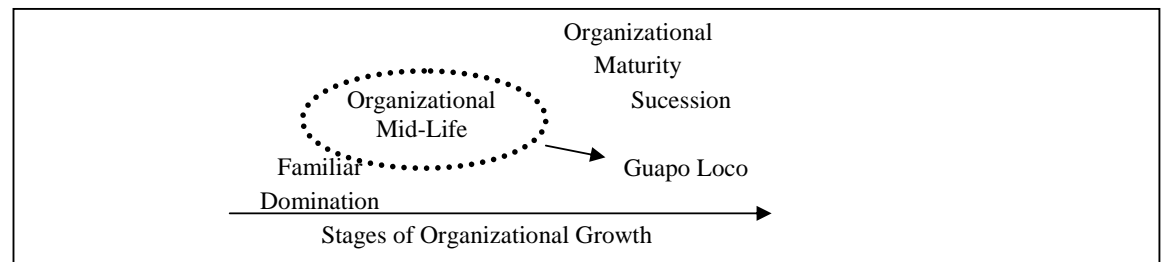 Organizational
Maturity
Sucession
Organizational
Mid-Life
Familiar
Domination
Guapo Loco
Stages of Organizational Growth